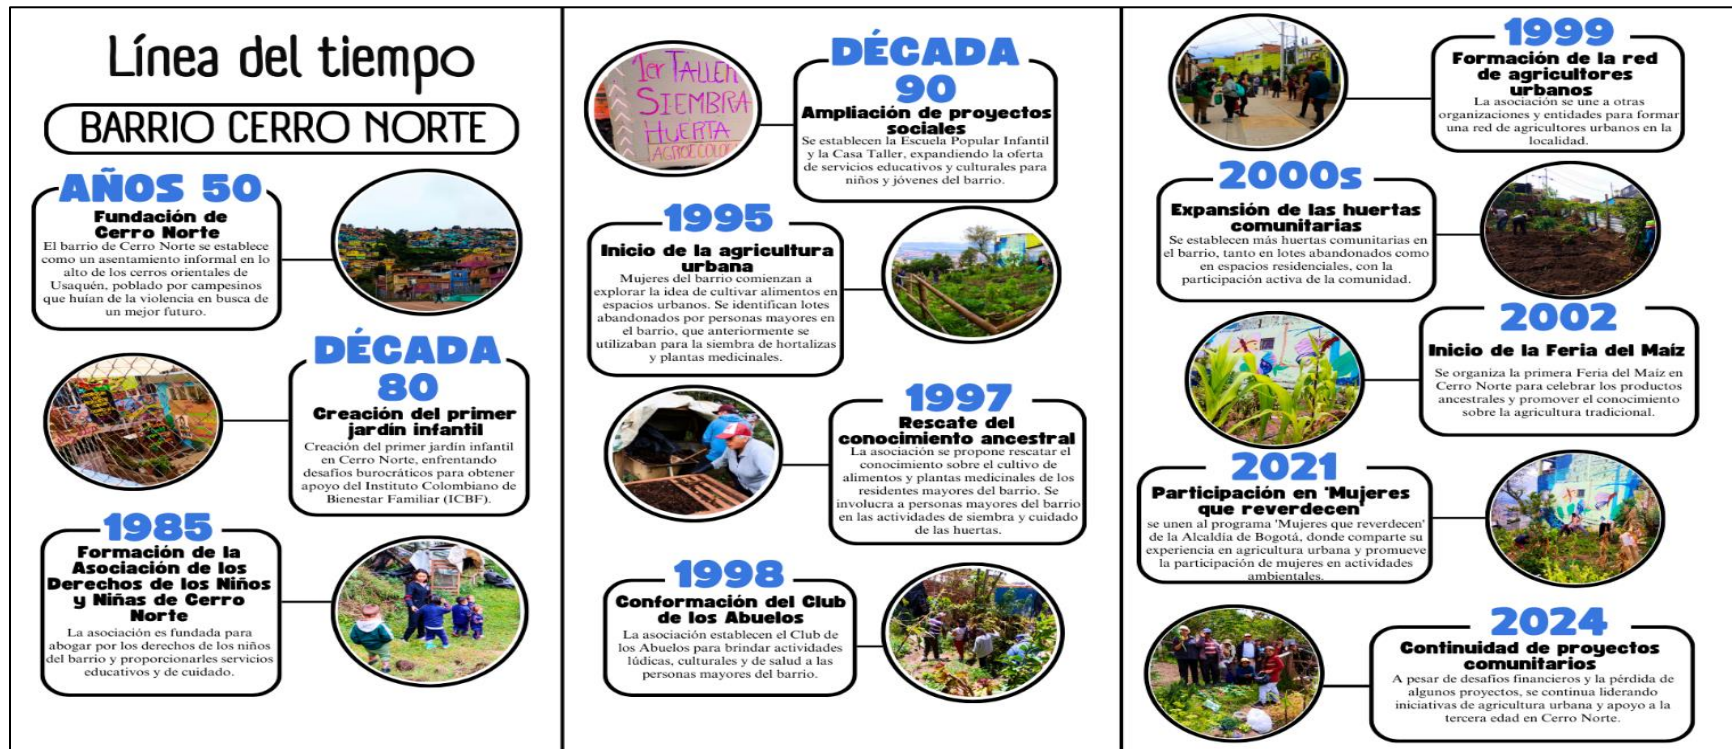 Línea del tiempo
BARRIO CERRO NORTE
AÑOS 50
Fundación de
Cerro Norte
El barrio de Cerro Norte se establece
como un asentamiento informal en lo
alto de los cerros orientales de
Usaquén, poblado por campesinos
que huían de la violencia en busca de
un mejor futuro.
DÉCADA
80
Creación del primer
jardín infantil
Creación del primer jardín infantil
en Cerro Norte, enfrentando
desafíos burocráticos para obtener
apoyo del Instituto Colombiano de
Bienestar Familiar (ICBF).
1985
Formación de la
Asociación de los
Derechos de los Niños
y Niñas de Cerro
Norte
La asociación es fundada para
abogar por los derechos de los niños
del barrio y proporcionarles servicios
educativos y de cuidado.
1er TALLER
SIEMBRA
HUERTA
DÉCADA
90
Ampliación de proyectos
sociales
Se establecen la Escuela Popular Infantil
y la Casa Taller, expandiendo la oferta
de servicios educativos y culturales para
niños y jóvenes del barrio.
1995
Inicio de la agricultura
urbana
Mujeres del barrio comienzan a
explorar la idea de cultivar alimentos en
espacios urbanos. Se identifican lotes
abandonados por personas mayores en
el barrio, que anteriormente se
utilizaban para la siembra de hortalizas
y plantas medicinales.
1997
Rescate del
conocimiento ancestral
La asociación se propone rescatar el
conocimiento sobre el cultivo de
alimentos y plantas medicinales de los
residentes mayores del barrio. Se
involucra a personas mayores del barrio
en las actividades de siembra y cuidado
de las huertas.
1998
Conformación del Club
de los Abuelos
La asociación establecen el Club de
los Abuelos para brindar actividades
lúdicas, culturales y de salud a las
personas mayores del barrio.
1999
Formación de la red
de agricultores
urbanos
La asociación se une a otras
organizaciones y entidades para formar
una red de agricultores urbanos en la
localidad.
2000s
Expansión de las huertas
comunitarias
Se establecen más huertas comunitarias en
el barrio, tanto en lotes abandonados como
en espacios residenciales, con la
participación activa de la comunidad.
2002
Inicio de la Feria del Maíz
Se organiza la primera Feria del Maíz en
Cerro Norte para celebrar los productos
ancestrales y promover el conocimiento
sobre la agricultura tradicional.
2021
Participación en 'Mujeres
que reverdecen'
se unen al programa 'Mujeres que reverdecen'
de la Alcaldía de Bogotá, donde comparte su
experiencia en agricultura urbana y promueve
la participación de mujeres en actividades
ambientales.
2024
Continuidad de proyectos
comunitarios
A pesar de desafíos financieros y la pérdida de
algunos proyectos, se continua liderando
iniciativas de agricultura urbana y apoyo a la
tercera edad en Cerro Norte.